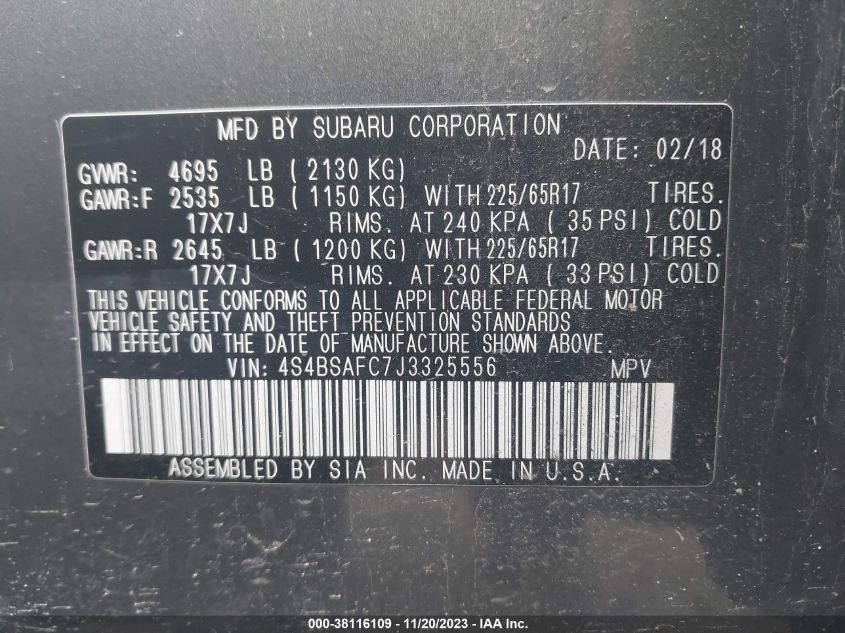 MFD BY SUBARU CORPORATION
DATE: 02/18
GVWR: 4695 LB ( 2130 KG)
GAWR:F 2535 LB ( 1150 KG) WITH 225/65R17 TIRES.
17X7J RIMS. AT 240 KPA ( 35 PSI) COLD
GAWR:R 2645 LB ( 1200 KG) WITH 225/65R17 TIRES.
17X7J RIMS. AT 230 KPA ( 33 PSI) COLD
THIS VEHICLE CONFORMS TO ALL APPLICABLE FEDERAL MOTOR
VEHICLE SAFETY AND THEFT PREVENTION STANDARDS
IN EFFECT ON THE DATE OF MANUFACTURE SHOWN ABOVE.
VIN: 4S4BSAFC7J3325556 MPV
ASSEMBLED BY SIA INC. MADE IN U.S.A.
000-38116109 - 11/20/2023 - IAA Inc.